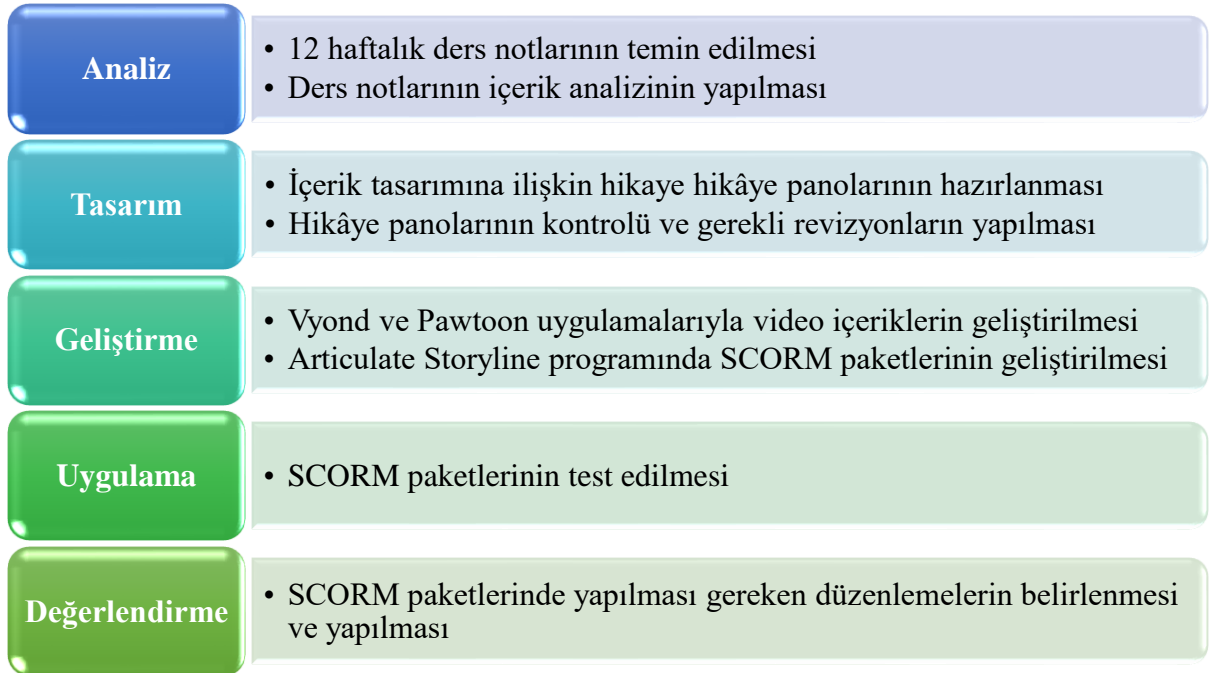 Analiz
• 12 haftalık ders notlarının temin edilmesi
• Ders notlarının içerik analizinin yapılması
Tasarım
• İçerik tasarımına ilişkin hikaye hikâye panolarının hazırlanması
• Hikâye panolarının kontrolü ve gerekli revizyonların yapılması
Geliştirme
• Vyond ve Pawtoon uygulamalarıyla video içeriklerin geliştirilmesi
• Articulate Storyline programında SCORM paketlerinin geliştirilmesi
Uygulama
• SCORM paketlerinin test edilmesi
Değerlendirme
• SCORM paketlerinde yapılması gereken düzenlemelerin belirlenmesi
ve yapılması